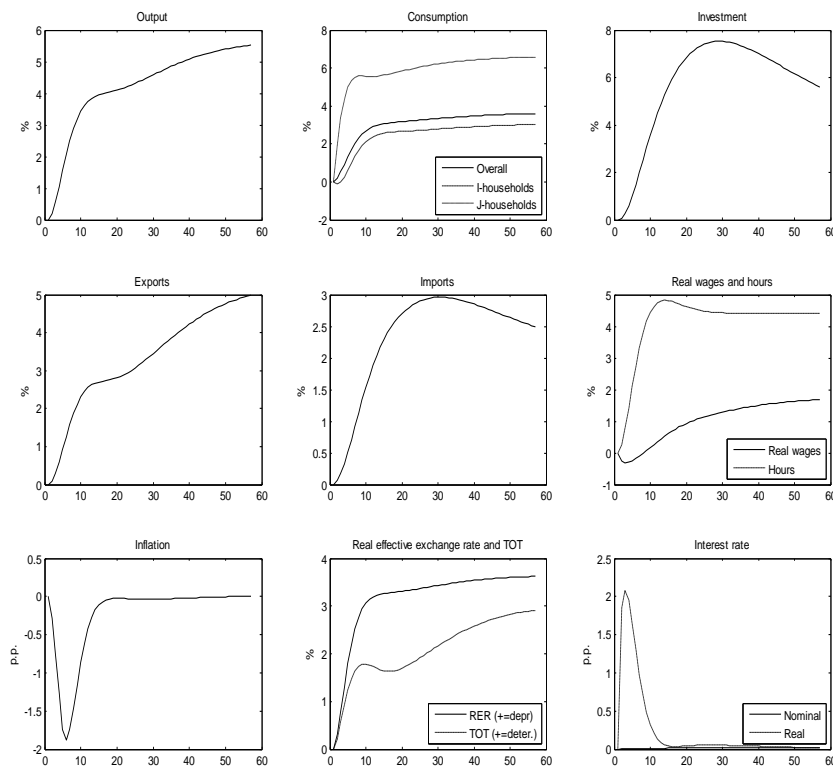 Output
%
6
5
4
3
2
1
0
0 10 20 30 40 50 60
Consumption
%
8
6
4
2
0
-2
0 10 20 30 40 50 60
Overall
I-households
J-households
Investment
%
8
6
4
2
0
0 10 20 30 40 50 60
Exports
%
5
4
3
2
1
0
0 10 20 30 40 50 60
Imports
%
3
2.5
2
1.5
1
0.5
0
0 10 20 30 40 50 60
Real wages and hours
%
5
4
3
2
1
0
-1
0 10 20 30 40 50 60
Real wages
Hours
Inflation
p.p.
0.5
0
-0.5
-1
-1.5
-2
0 10 20 30 40 50 60
Real effective exchange rate and TOT
%
4
3
2
1
0
0 10 20 30 40 50 60
RER (+=depr)
TOT (+=deter.)
Interest rate
p.p.
2.5
2
1.5
1
0.5
0
0 10 20 30 40 50 60
Nominal
Real